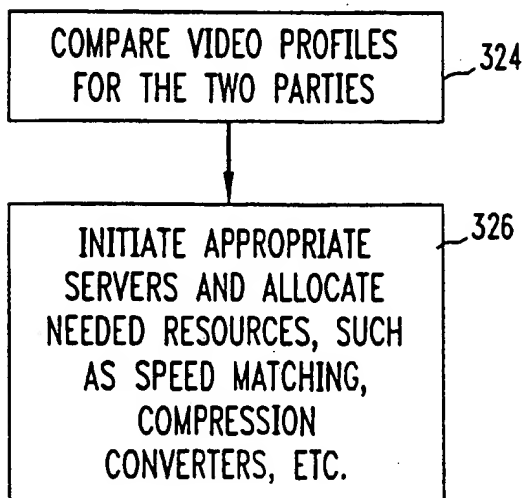 COMPARE VIDEO PROFILES
FOR THE TWO PARTIES
324
INITIATE APPROPRIATE
SERVERS AND ALLOCATE
NEEDED RESOURCES, SUCH
AS SPEED MATCHING,
COMPRESSION
CONVERTERS, ETC.
326